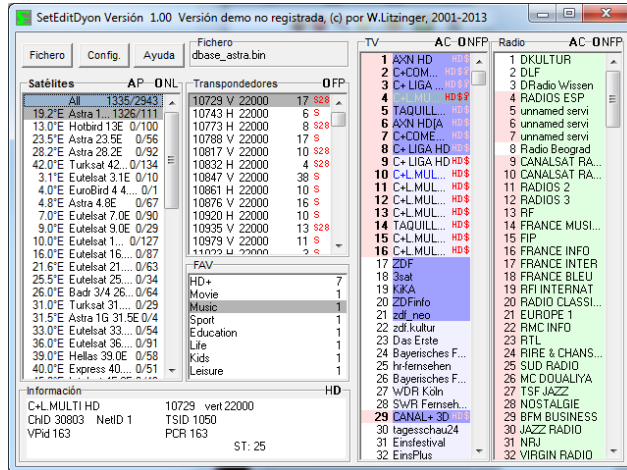 SetEditDyon Versión 1.00 Versión demo no registrada, (c) por W.Litzinger, 2001-2013
Fichero Config. Ayuda
Fichero
dbase_astra.bin
Satélites AP ONL
All 1335/2943
19.2°E Astra 1... 1326/111
13.0°E Hotbird 13E 0/100
23.5°E Astra 23.5E 0/56
28.2°E Astra 28.2E 0/92
42.0°E Turksat 42... 0/134
3.1°E Eutelsat 3.1E 0/10
4.0°E EuroBird 4 4.... 0/1
4.8°E Astra 4.8E 0/67
7.0°E Eutelsat 7.0E 0/90
9.0°E Eutelsat 9.0E 0/29
10.0°E Eutelsat 1... 0/127
16.0°E Eutelsat 16.... 0/87
21.6°E Eutelsat 21.... 0/63
25.5°E Eutelsat 25.... 0/34
26.0°E Badr 3/4 26... 0/64
31.0°E Turksat 31.... 0/29
31.5°E Astra 1G 31.5E 0/4
33.0°E Eutelsat 33.... 0/54
36.0°E Eutelsat 36.... 0/91
39.0°E Hellas 39.0E 0/58
40.0°E Express 40.... 0/51
Transpondedores OFP
10729 V 22000 17 S28
10743 H 22000 6 S
10773 H 22000 8 S28
10788 V 22000 17 S
10817 V 22000 10 S28
10832 H 22000 4 S28
10847 V 22000 38 S
10861 H 22000 10 S
10876 V 22000 16 S
10920 H 22000 10 S
10935 V 22000 13 S28
10979 V 22000 11 S
11023 H 22000 3 S
FAV
HD+ 7
Movie 1
Music 1
Sport 1
Education 1
Life 1
Kids 1
Leisure 1
Información HD
C+L.MULTI HD 10729 vert 22000
ChID 30803 NetID 1 TSID 1050
VPid 163 PCR 163
ST: 25
TV AC-ONFP
1 AXN HD HD$
2 C+COM... HD$
3 C+ LIGA ... HD$
4 C+L.MUL... HD$
5 TAQUILL... HD$
6 AXN HD[A HD$
7 C+COME... HD$
8 C+ LIGA HD HD$
9 C+ LIGA HD HD$
10 C+L.MUL... HD$
11 C+L.MUL... HD$
12 C+L.MUL... HD$
13 C+L.MUL... HD$
14 TAQUILL... HD$
15 C+L.MUL... HD$
16 C+L.MUL... HD$
17 ZDF
18 3sat
19 KiKA
20 ZDFinfo
21 zdf_neo
22 zdf.kultur
23 Das Erste
24 Bayerisches F...
25 hr-fernsehen
26 Bayerisches F...
27 WDR Köln
28 SWR Fernseh...
29 CANAL+ 3D HD$
30 tagesschau24
31 Einsfestival
32 EinsPlus
Radio AC-ONFP
1 DKULTUR
2 DLF
3 DRadio Wissen
4 RADIOS ESP
5 unnamed servi
6 unnamed servi
7 unnamed servi
8 Radio Beograd
9 CANALSAT RA...
10 CANALSAT RA...
11 RADIOS 2
12 RADIOS 3
13 RF
14 FRANCE MUSI...
15 FIP
16 FRANCE INFO
17 FRANCE INTER
18 FRANCE BLEU
19 RFI INTERNAT
20 RADIO CLASSI...
21 EUROPE 1
22 RMC INFO
23 RTL
24 RIRE & CHANS...
25 SUD RADIO
26 MC DOUALIYA
27 TSF JAZZ
28 NOSTALGIE
29 BFM BUSINESS
30 JAZZ RADIO
31 NRJ
32 VIRGIN RADIO